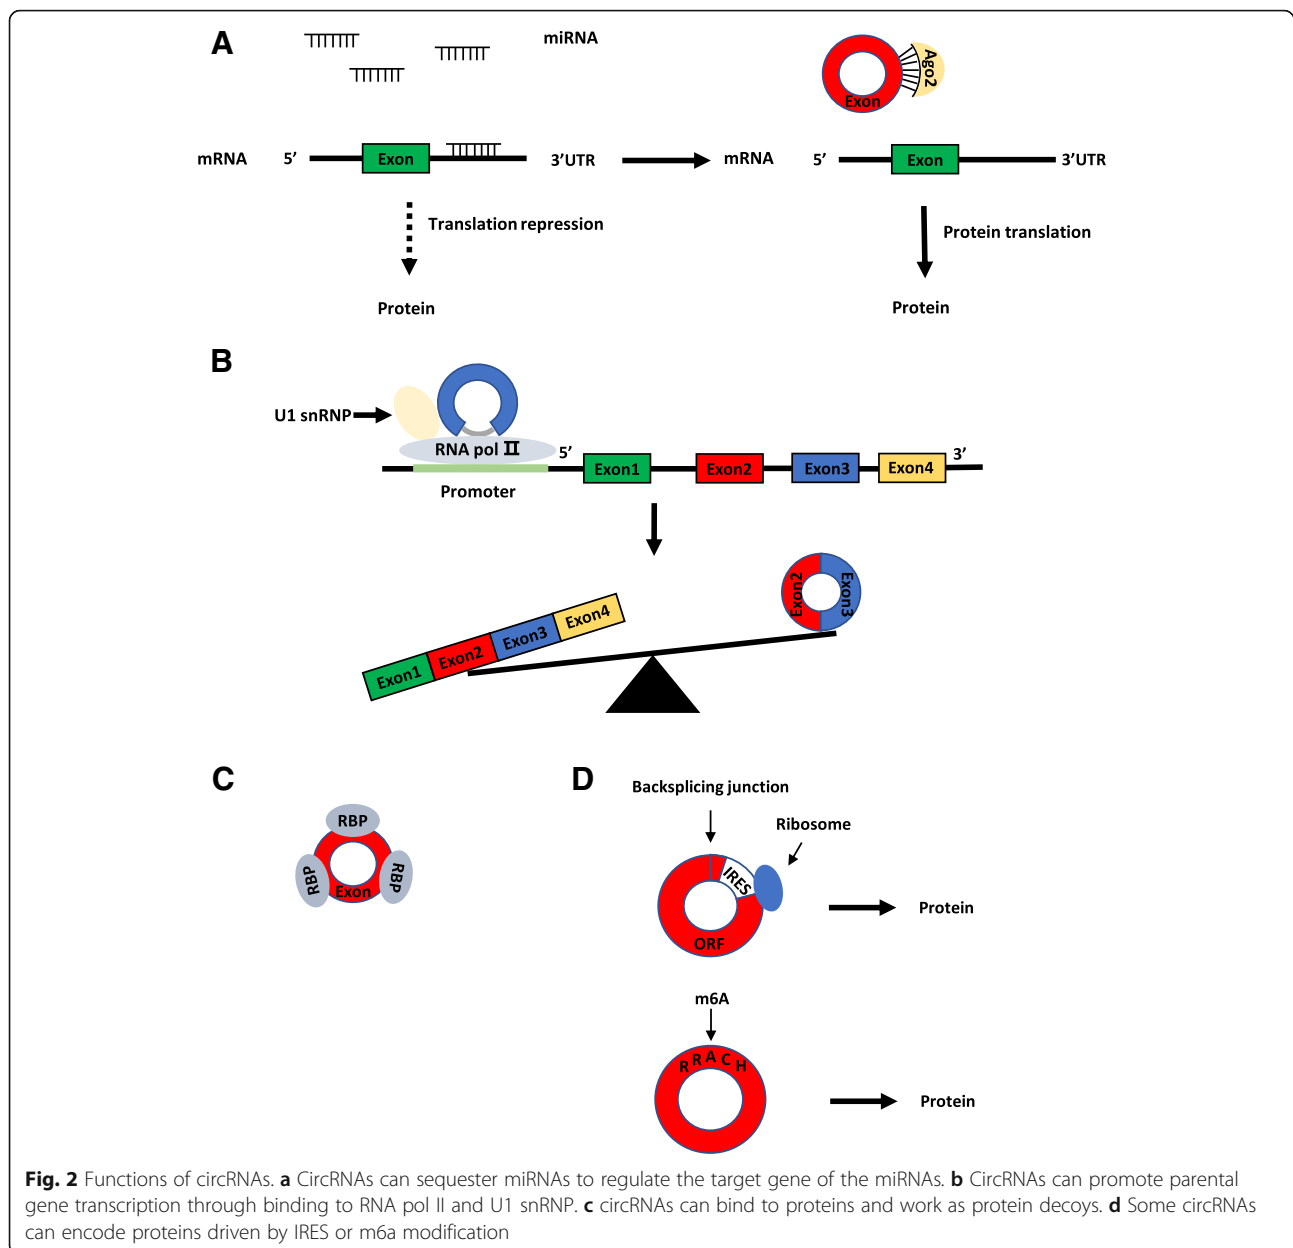 A
miRNA
Ago2
Exon
mRNA 5’ Exon 3’UTR mRNA 5’ Exon 3’UTR
Translation repression
Protein translation
Protein
Protein
B
U1 snRNP
RNA pol II 5’ Exon1 Exon2 Exon3 Exon4 3’
Promoter
Exon2 Exon3
Exon1 Exon2 Exon3 Exon4
C
RBP
RBP
RBP
Exon
D
Backsplicing junction
Ribosome
IRES
ORF
Protein
m6A
R R A C H
Protein
Fig. 2 Functions of circRNAs. a CircRNAs can sequester miRNAs to regulate the target gene of the miRNAs. b CircRNAs can promote parental
gene transcription through binding to RNA pol II and U1 snRNP. c circRNAs can bind to proteins and work as protein decoys. d Some circRNAs
can encode proteins driven by IRES or m6a modification